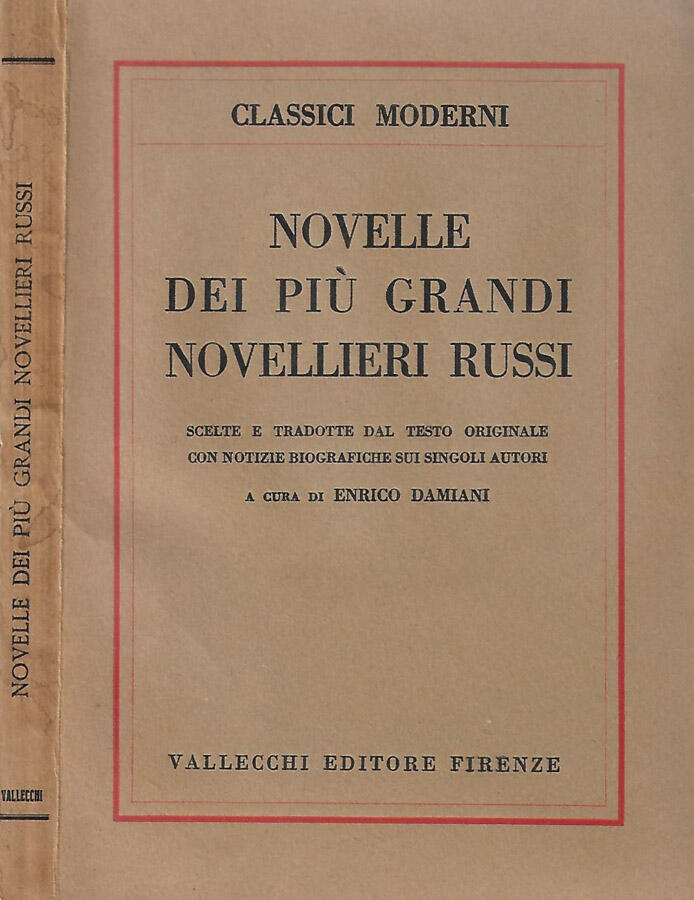 NOVELLE DEI PIÙ GRANDI NOVELLIERI RUSSI
VALLECCHI
CLASSICI MODERNI
NOVELLE
DEI PIÙ GRANDI
NOVELLIERI RUSSI
SCELTE E TRADOTTE DAL TESTO ORIGINALE
CON NOTIZIE BIOGRAFICHE SUI SINGOLI AUTORI
A CURA DI ENRICO DAMIANI
VALLECCHI EDITORE FIRENZE